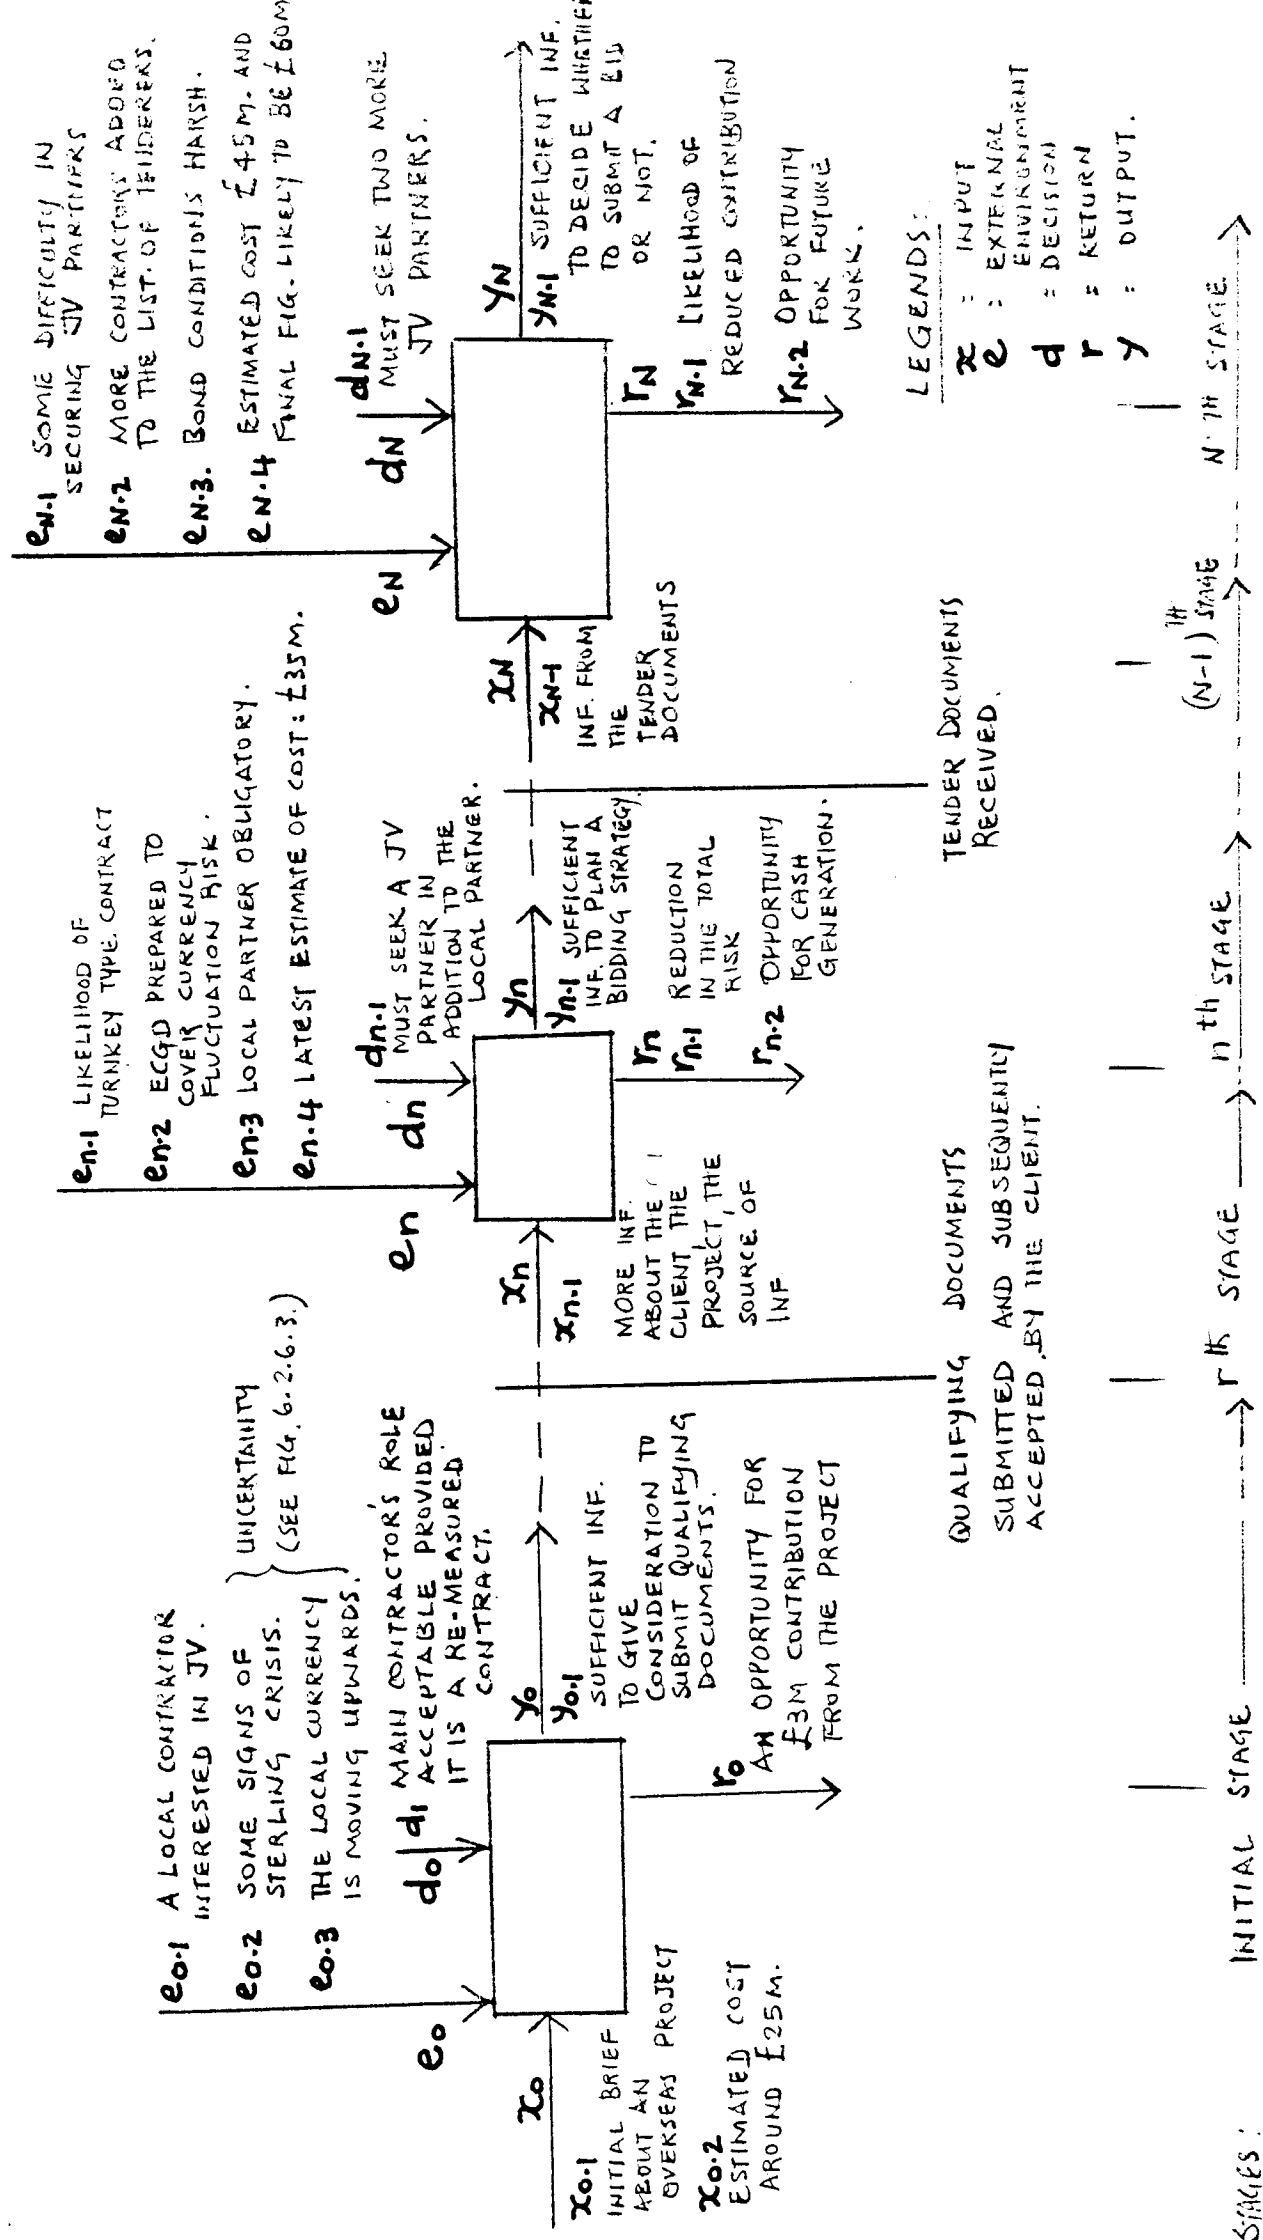 e0.1 A LOCAL CONTRACTOR
INTERESTED IN JV.
e0.2 SOME SIGNS OF
STERLING CRISIS.
e0.3 THE LOCAL CURRENCY
IS MOVING UPWARDS.
UNCERTAINITY
(SEE FIG. 6.2.6.3.)
e0
d0
d1 MAIN CONTRACTOR'S ROLE
ACCEPTABLE PROVIDED
IT IS A RE-MEASURED
CONTRACT.
x0
x0.1
INITIAL BRIEF
ABOUT AN
OVERSEAS PROJECT
x0.2
ESTIMATED COST
AROUND £25M.
y0
y0.1
SUFFICIENT INF.
TO GIVE
CONSIDERATION TO
SUBMIT QUALIFYING
DOCUMENTS.
r0
AN OPPORTUNITY FOR
£3M CONTRIBUTION
FROM THE PROJECT
QUALIFYING DOCUMENTS
SUBMITTED AND SUBSEQUENTLY
ACCEPTED BY THE CLIENT.
en.1 LIKELIHOOD OF
TURNKEY TYPE CONTRACT
en.2 ECGD PREPARED TO
COVER CURRENCY
FLUCTUATION RISK.
en.3 LOCAL PARTNER OBLIGATORY.
en.4 LATEST ESTIMATE OF COST: £35M.
en
dn
dn.1
MUST SEEK A JV
PARTNER IN
ADDITION TO THE
LOCAL PARTNER.
xn
xn.1
MORE INF.
ABOUT THE
CLIENT THE
PROJECT, THE
SOURCE OF
INF
yn
yn.1 SUFFICIENT
INF. TO PLAN A
BIDDING STRATEGY.
rn
rn.1 REDUCTION
IN THE TOTAL
RISK
rn.2 OPPORTUNITY
FOR CASH
GENERATION.
TENDER DOCUMENTS
RECEIVED.
eN.1 SOME DIFFICULTY IN
SECURING JV PARTNERS
eN.2 MORE CONTRACTORS ADDED
TO THE LIST OF TENDERERS.
eN.3. BOND CONDITIONS HARSH.
eN.4 ESTIMATED COST £45M. AND
FINAL FIG. LIKELY TO BE £60M
eN
dN
dN.1
MUST SEEK TWO MORE
JV PARTNERS.
xN
xN-1
INF. FROM
THE
TENDER
DOCUMENTS
yN
yN.1 SUFFICIENT INF.
TO DECIDE WHETHER
TO SUBMIT A BID
OR NOT.
rN
rN.1 LIKELIHOOD OF
REDUCED CONTRIBUTION
rN.2 OPPORTUNITY
FOR FUTURE
WORK.
LEGENDS:
x : INPUT
e : EXTERNAL
ENVIRONMENT
d : DECISION
r : RETURN
y : OUTPUT.
STAGES:
INITIAL STAGE
r th STAGE
nth STAGE
(N-1)TH STAGE
N TH STAGE